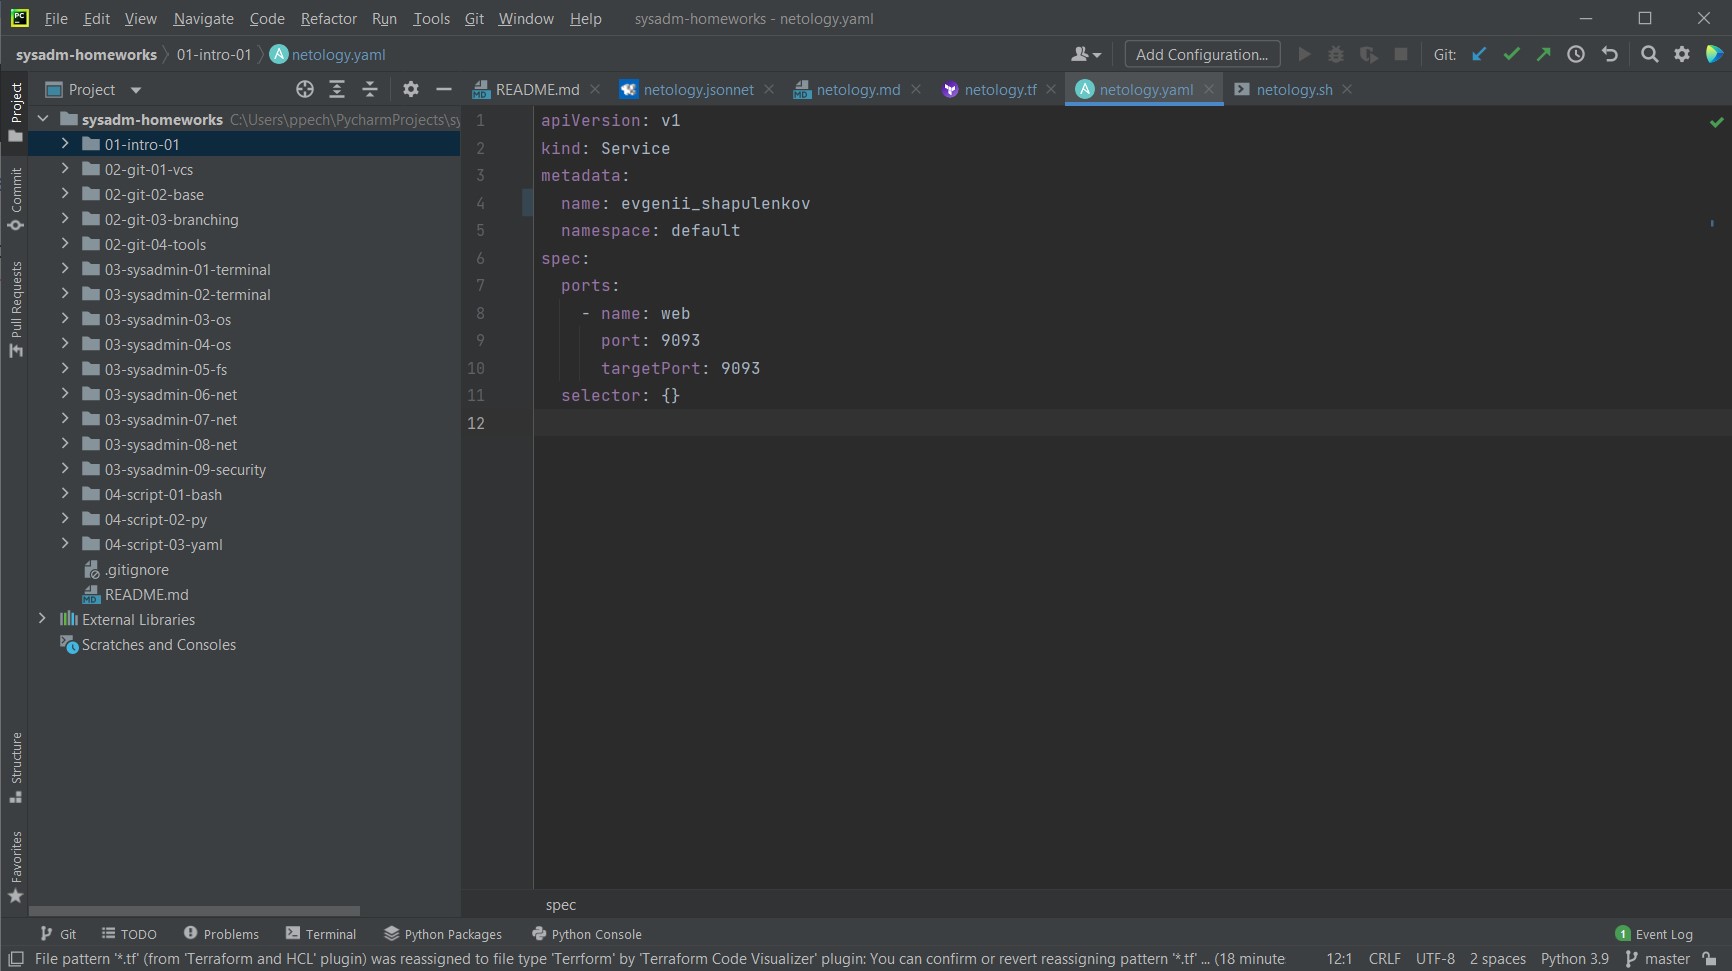 PC File Edit View Navigate Code Refactor Run Tools Git Window Help sysadm-homeworks - netology.yaml
sysadm-homeworks 01-intro-01 A netology.yaml Add Configuration... Git:
Project
Commit
Pull Requests
Structure
Favorites
Project
README.md netology.jsonnet netology.md netology.tf A netology.yaml netology.sh
sysadm-homeworks C:\Users\ppech\PycharmProjects\sy
01-intro-01
02-git-01-vcs
02-git-02-base
02-git-03-branching
02-git-04-tools
03-sysadmin-01-terminal
03-sysadmin-02-terminal
03-sysadmin-03-os
03-sysadmin-04-os
03-sysadmin-05-fs
03-sysadmin-06-net
03-sysadmin-07-net
03-sysadmin-08-net
03-sysadmin-09-security
04-script-01-bash
04-script-02-py
04-script-03-yaml
.gitignore
MD README.md
External Libraries
Scratches and Consoles
1 apiVersion: v1
2 kind: Service
3 metadata:
4 name: evgenii_shapulenkov
5 namespace: default
6 spec:
7 ports:
8 - name: web
9 port: 9093
10 targetPort: 9093
11 selector: {}
12
spec
Git TODO Problems Terminal Python Packages Python Console 1 Event Log
File pattern '*.tf' (from 'Terraform and HCL' plugin) was reassigned to file type 'Terrform' by 'Terraform Code Visualizer' plugin: You can confirm or revert reassigning pattern '*.tf' ... (18 minute 12:1 CRLF UTF-8 2 spaces Python 3.9 master